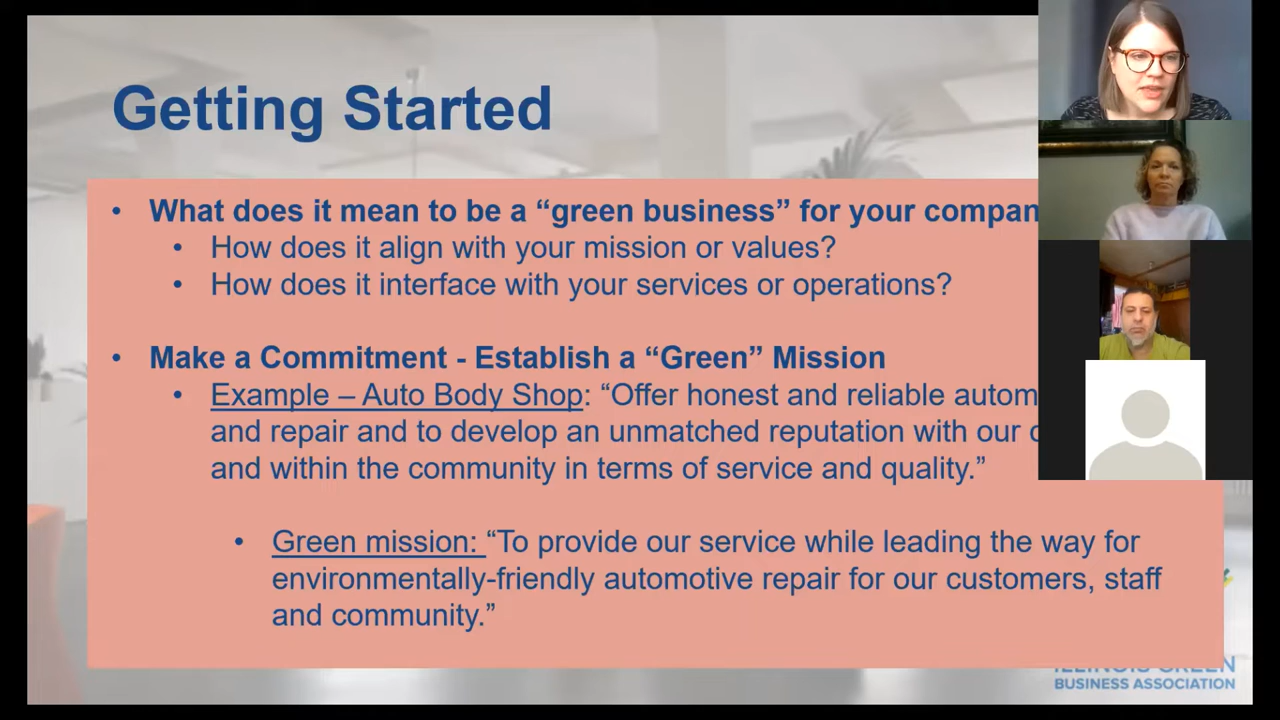 Getting Started
• What does it mean to be a “green business” for your compan
• How does it align with your mission or values?
• How does it interface with your services or operations?
• Make a Commitment - Establish a “Green” Mission
• Example – Auto Body Shop: “Offer honest and reliable autom
and repair and to develop an unmatched reputation with our
and within the community in terms of service and quality.”
• Green mission: “To provide our service while leading the way for
environmentally-friendly automotive repair for our customers, staff
and community.”
ILLINOIS GREEN
BUSINESS ASSOCIATION